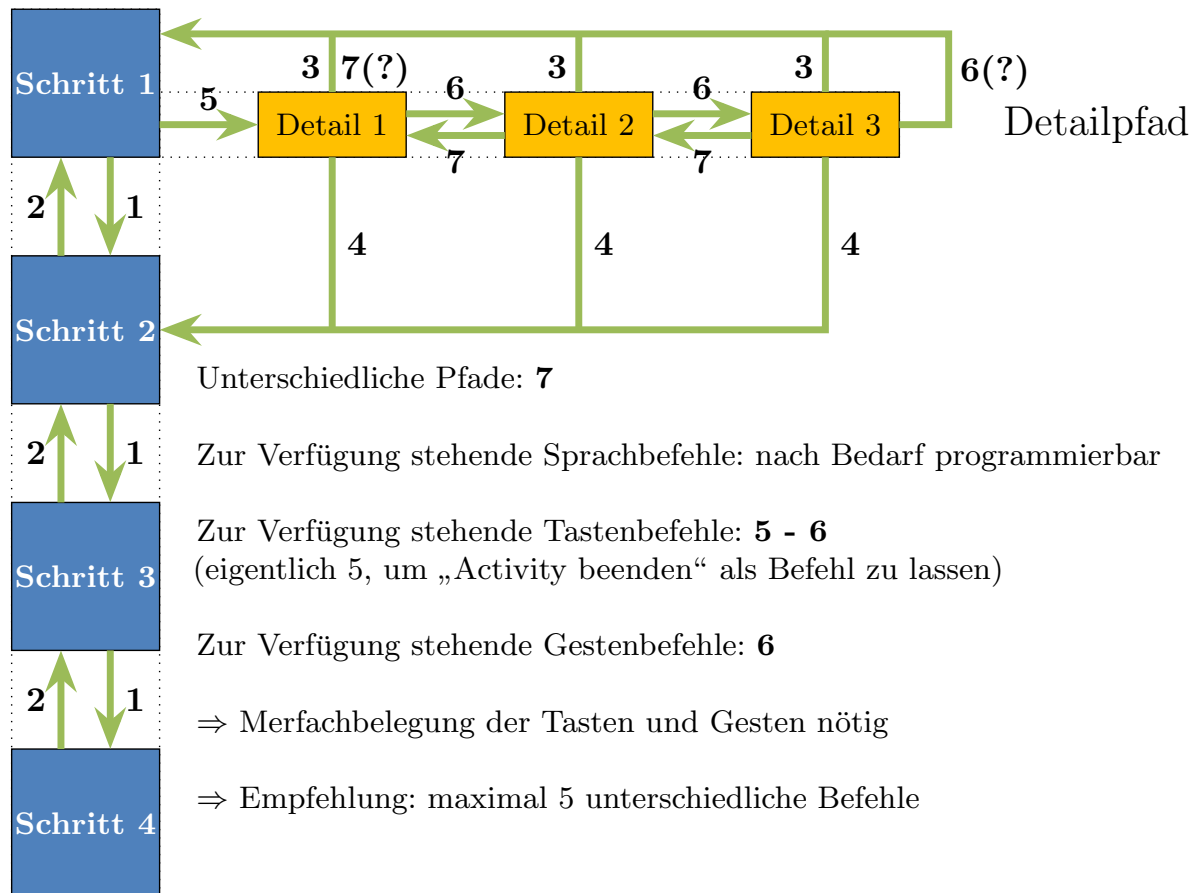 3 7(?) 3 3 6(?)
Schritt 1 5 6 6
Detail 1 Detail 2 Detail 3 Detailpfad
7 7
2 1
4 4 4
Schritt 2
Unterschiedliche Pfade: 7
2 1
Zur Verfügung stehende Sprachbefehle: nach Bedarf programmierbar
Zur Verfügung stehende Tastenbefehle: 5 - 6
Schritt 3
(eigentlich 5, um „Activity beenden“ als Befehl zu lassen)
Zur Verfügung stehende Gestenbefehle: 6
2 1
⇒ Merfachbelegung der Tasten und Gesten nötig
⇒ Empfehlung: maximal 5 unterschiedliche Befehle
Schritt 4